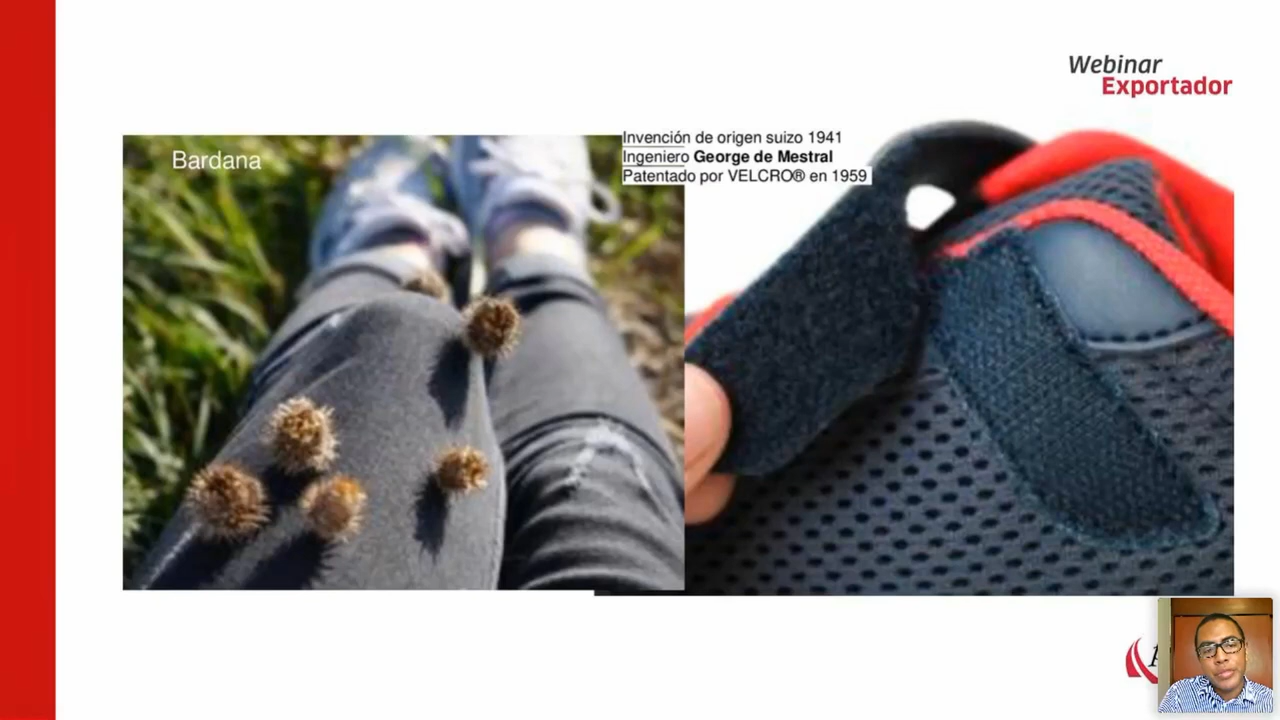 Webinar
Exportador
Bardana
Invención de origen suizo 1941
Ingeniero George de Mestral
Patentado por VELCRO® en 1959